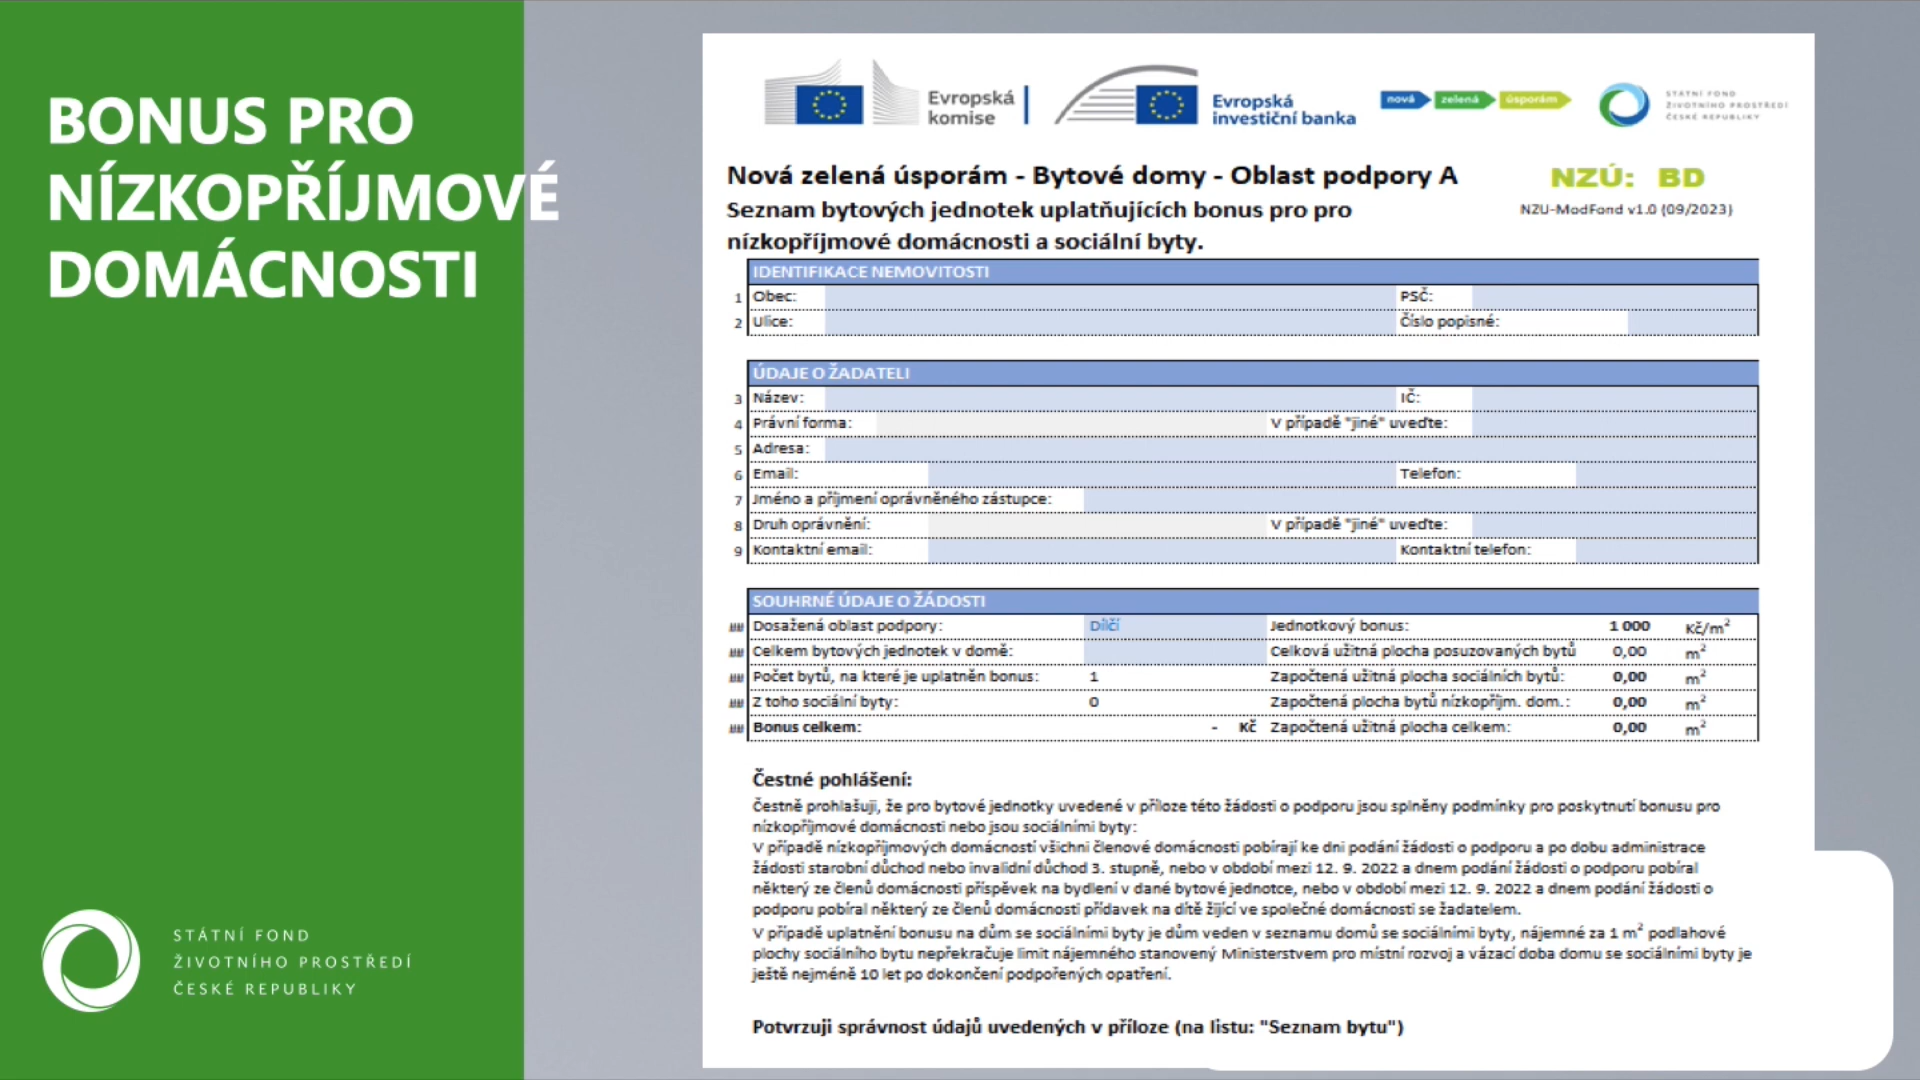 BONUS PRO
NÍZKOPŘÍJMOVÉ
DOMÁCNOSTI
STÁTNÍ FOND
ŽIVOTNÍHO PROSTŘEDÍ
ČESKÉ REPUBLIKY
Evropská
komise
Evropská
investiční banka
nová zelená úsporám
STÁTNÍ FOND
ŽIVOTNÍHO PROSTŘEDÍ
ČESKÉ REPUBLIKY
Nová zelená úsporám - Bytové domy - Oblast podpory A
NZÚ: BD
Seznam bytových jednotek uplatňujících bonus pro pro
nízkopříjmové domácnosti a sociální byty.
NZU-ModFond v1.0 (09/2023)
IDENTIFIKACE NEMOVITOSTI
1 Obec: PSČ:
2 Ulice: Číslo popisné:
ÚDAJE O ŽADATELI
3 Název: IČ:
4 Právní forma: V případě "jiné" uveďte:
5 Adresa:
6 Email: Telefon:
7 Jméno a příjmení oprávněného zástupce:
8 Druh oprávnění: V případě "jiné" uveďte:
9 Kontaktní email: Kontaktní telefon:
SOUHRNÉ ÚDAJE O ŽÁDOSTI
## Dosažená oblast podpory: Dílčí Jednotkový bonus: 1 000 Kč/m²
## Celkem bytových jednotek v domě: Celková užitná plocha posuzovaných bytů 0,00 m²
## Počet bytů, na které je uplatněn bonus: 1 Započtená užitná plocha sociálních bytů: 0,00 m²
## Z toho sociální byty: 0 Započtená plocha bytů nízkopříjm. dom.: 0,00 m²
## Bonus celkem: - Kč Započtená užitná plocha celkem: 0,00 m²
Čestné pohlášení:
Čestně prohlašuji, že pro bytové jednotky uvedené v příloze této žádosti o podporu jsou splněny podmínky pro poskytnutí bonusu pro
nízkopříjmové domácnosti nebo jsou sociálními byty:
V případě nízkopříjmových domácností všichni členové domácnosti pobírají ke dni podání žádosti o podporu a po dobu administrace
žádosti starobní důchod nebo invalidní důchod 3. stupně, nebo v období mezi 12. 9. 2022 a dnem podání žádosti o podporu pobíral
některý ze členů domácnosti příspěvek na bydlení v dané bytové jednotce, nebo v období mezi 12. 9. 2022 a dnem podání žádosti o
podporu pobíral některý ze členů domácnosti přídavek na dítě žijící ve společné domácnosti se žadatelem.
V případě uplatnění bonusu na dům se sociálními byty je dům veden v seznamu domů se sociálními byty, nájemné za 1 m² podlahové
plochy sociálního bytu nepřekračuje limit nájemného stanovený Ministerstvem pro místní rozvoj a vázací doba domu se sociálními byty je
ještě nejméně 10 let po dokončení podpořených opatření.
Potvrzuji správnost údajů uvedených v příloze (na listu: "Seznam bytu")